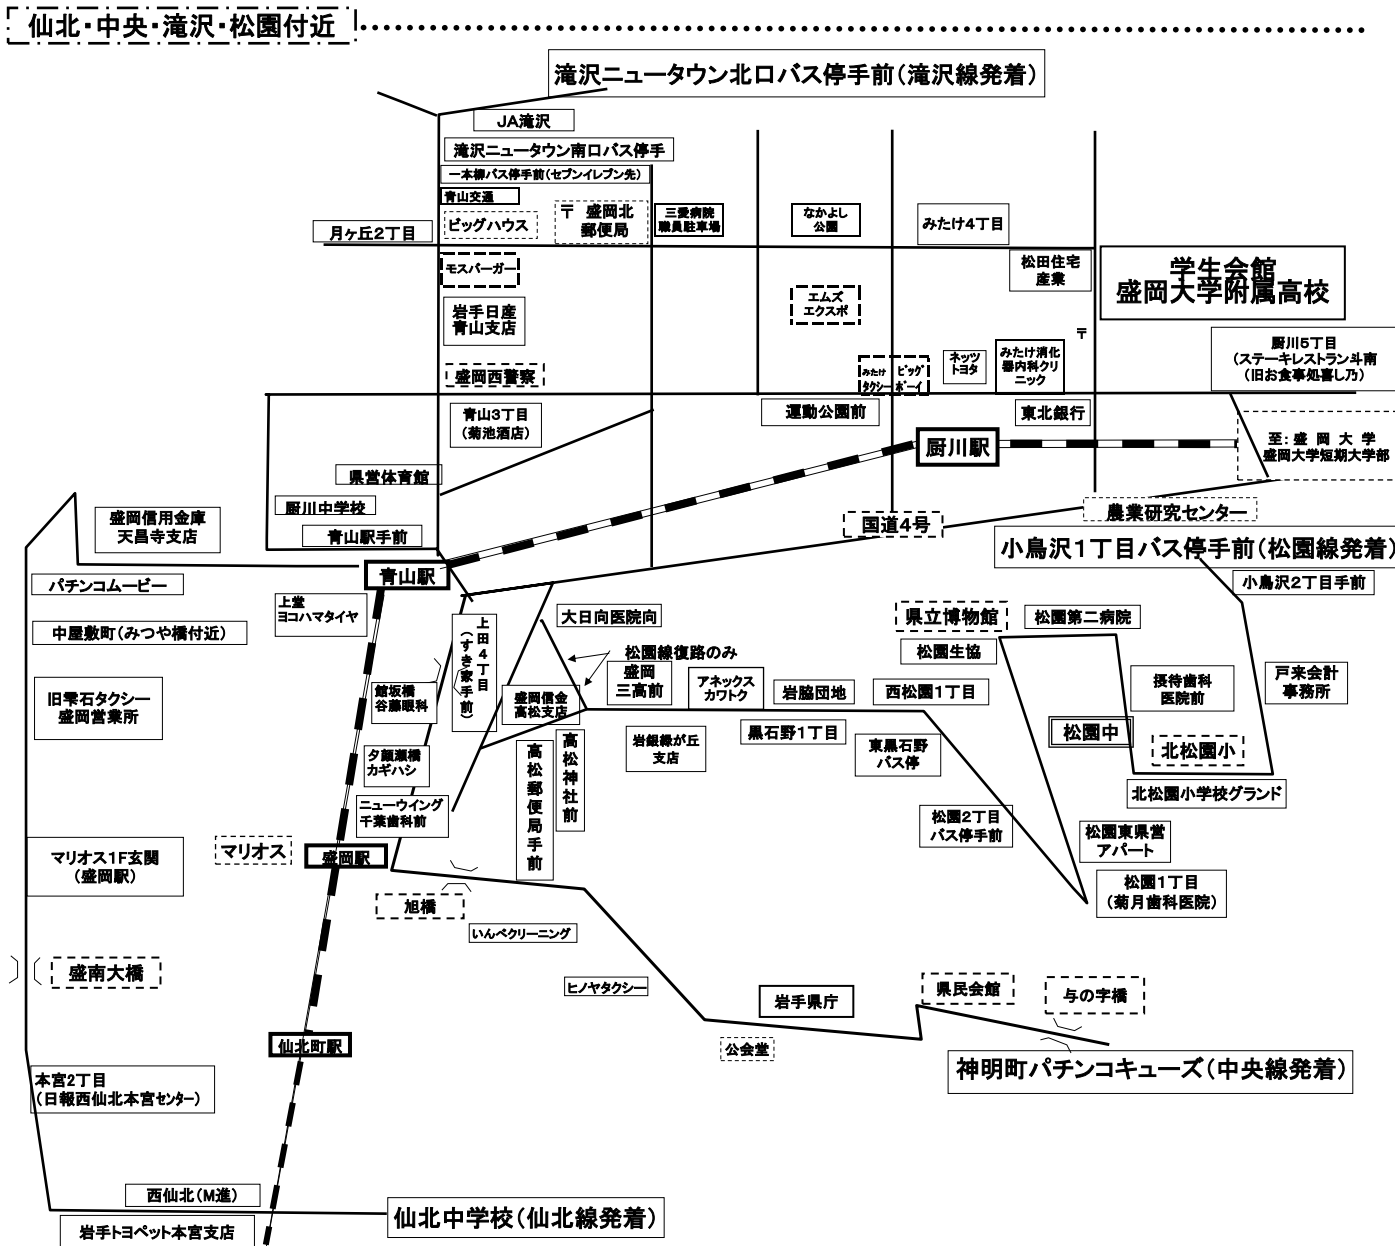 仙北・中央・滝沢・松園付近
滝沢ニュータウン北口バス停手前(滝沢線発着)
JA滝沢
滝沢ニュータウン南口バス停手
一本柳バス停手前(セブンイレブン先)
青山交通
月ヶ丘2丁目
ビッグハウス
〒 盛岡北
郵便局
三愛病院
職員駐車場
なかよし
公園
みたけ4丁目
モスバーガー
松田住宅
産業
学生会館
盛岡大学附属高校
エムズ
エクスポ
岩手日産
青山支店
〒
厨川5丁目
(ステーキレストラン斗南
(旧お食事処喜し乃)
盛岡西警察
みたけ
タクシー
ビッグ
ボーイ
ネッツ
トヨタ
みたけ消化
器内科クリ
ニック
青山3丁目
(菊池酒店)
運動公園前
東北銀行
厨川駅
至:盛 岡 大 学
盛岡大学短期大学部
県営体育館
厨川中学校
青山駅手前
盛岡信用金庫
天昌寺支店
国道4号
農業研究センター
小鳥沢1丁目バス停手前(松園線発着)
青山駅
小鳥沢2丁目手前
パチンコムービー
上堂
ヨコハマタイヤ
中屋敷町(みつや橋付近)
上田4丁目
(すき家手前)
大日向医院向
県立博物館
松園第二病院
松園生協
松園線復路のみ
旧雫石タクシー
盛岡営業所
館坂橋
谷藤眼科
盛岡信金
高松支店
盛岡
三高前
アネックス
カワトク
岩脇団地
西松園1丁目
摂待歯科
医院前
戸来会計
事務所
松園中
北松園小
夕顔瀬橋
カギハシ
高松郵便局手前
高松神社前
岩銀緑が丘
支店
黒石野1丁目
東黒石野
バス停
北松園小学校グランド
ニューウイング
千葉歯科前
松園2丁目
バス停手前
松園東県営
アパート
マリオス1F玄関
(盛岡駅)
マリオス
盛岡駅
松園1丁目
(菊月歯科医院)
旭橋
いんべクリーニング
盛南大橋
ヒノヤタクシー
岩手県庁
県民会館
与の字橋
公会堂
仙北町駅
神明町パチンコキューズ(中央線発着)
本宮2丁目
(日報西仙北本宮センター)
西仙北(M進)
仙北中学校(仙北線発着)
岩手トヨペット本宮支店